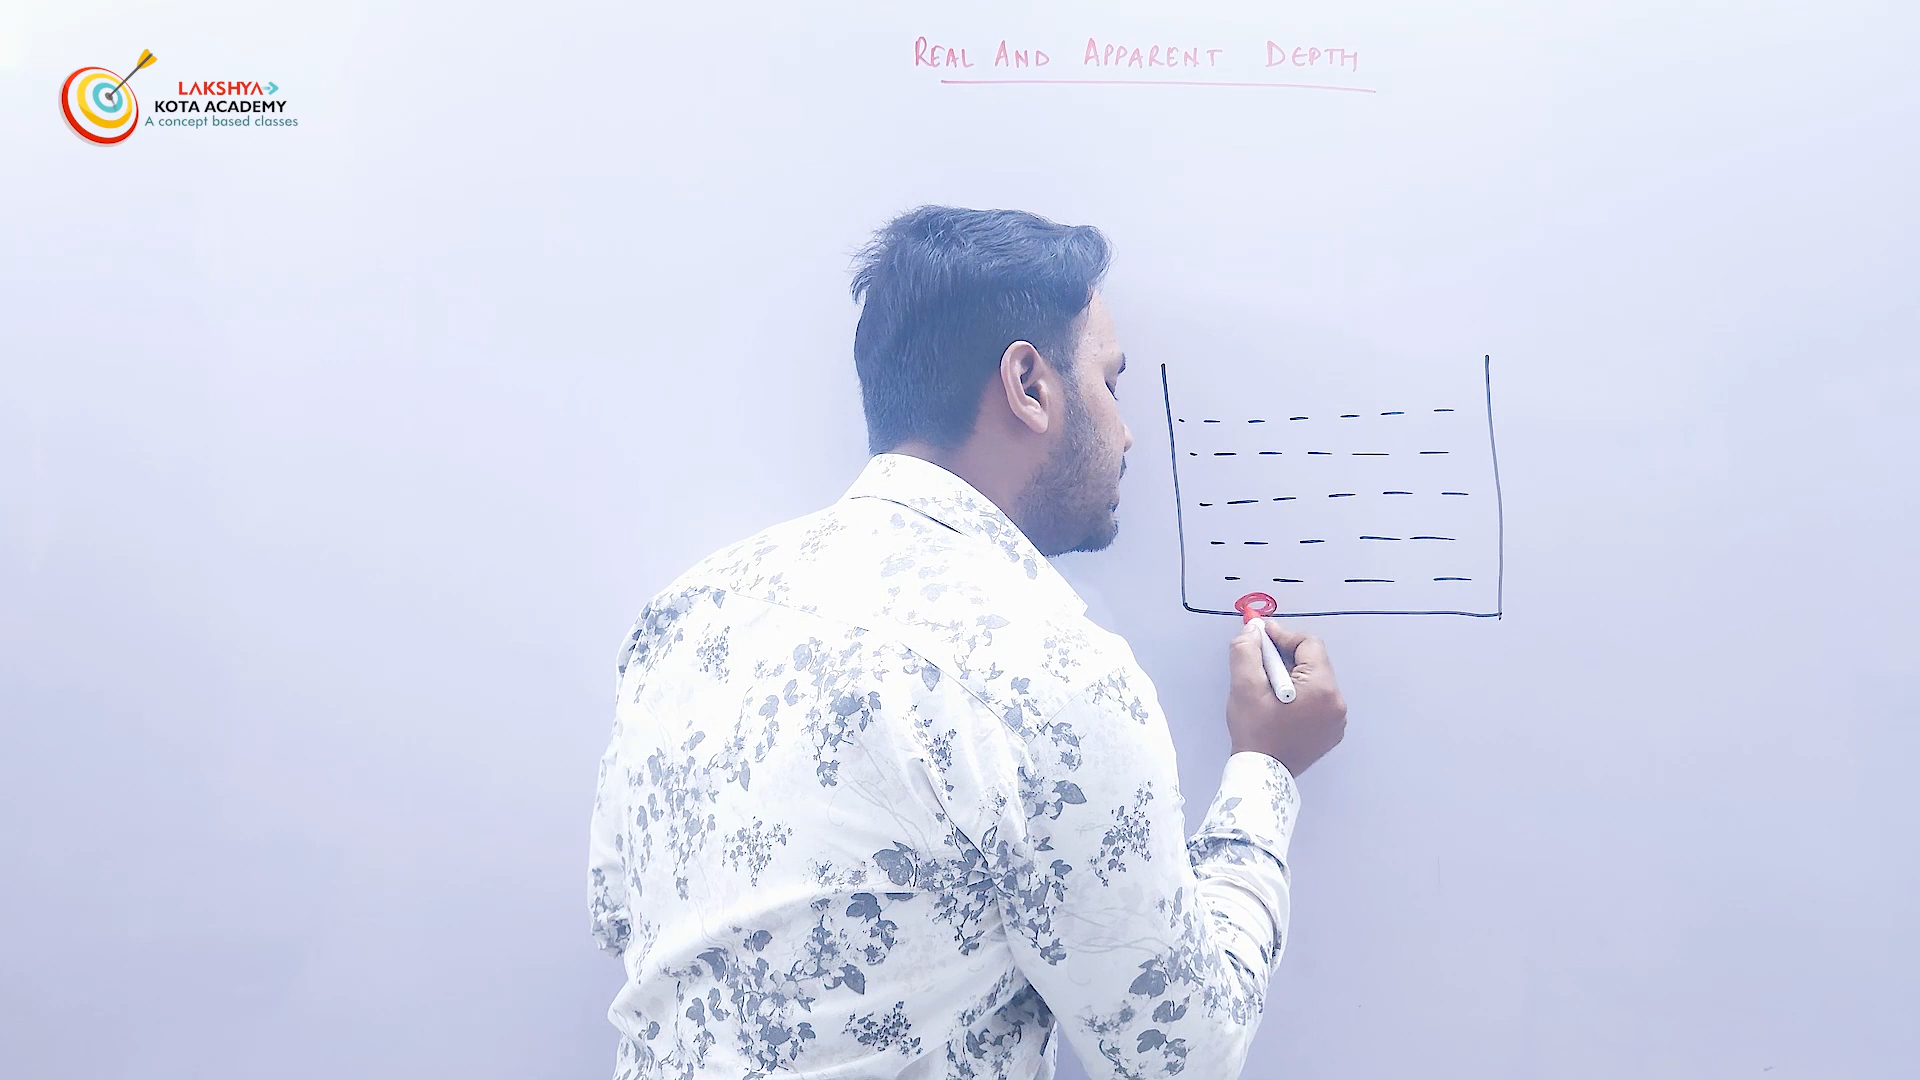 REAL AND APPARENT DEPTH
LAKSHYA
KOTA ACADEMY
A concept based classes